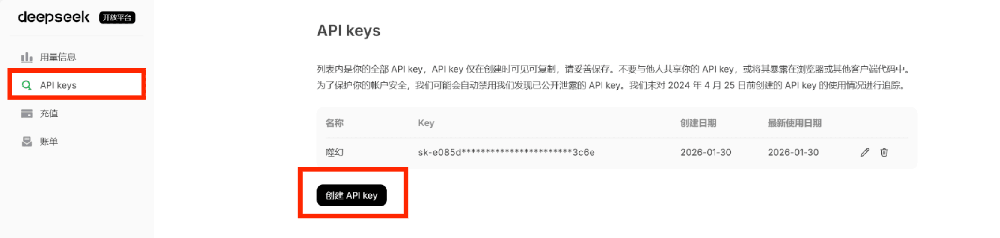 deepseek 开放平台
用量信息
API keys
充值
账单
API keys
列表内是你的全部 API key，API key 仅在创建时可见可复制，请妥善保存。不要与他人共享你的 API key，或将其暴露在浏览器或其他客户端代码中。
为了保护你的帐户安全，我们可能会自动禁用我们发现已公开泄露的 API key。我们未对 2024 年 4 月 25 日前创建的 API key 的使用情况进行追踪。
名称 Key 创建日期 最新使用日期
噬幻 sk-e085d***********************3c6e 2026-01-30 2026-01-30
创建 API key